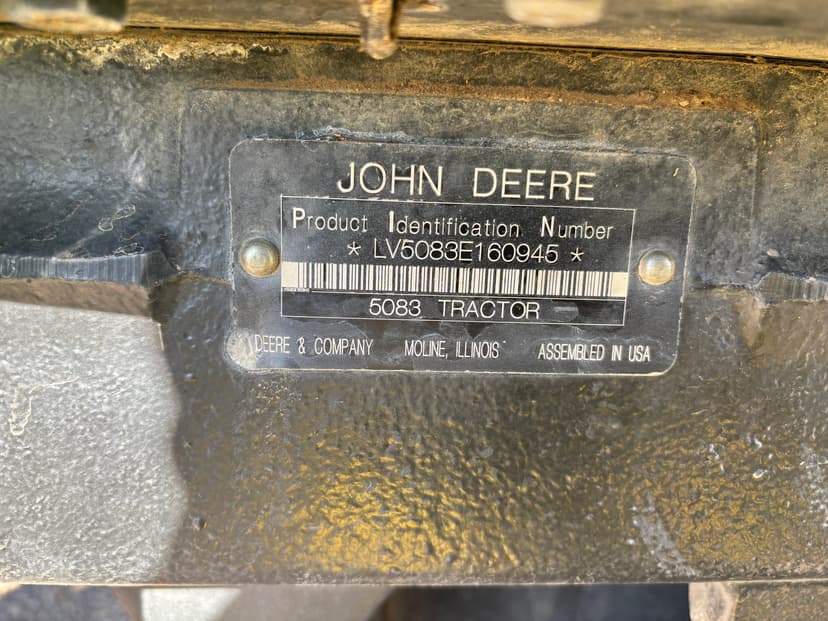 JOHN DEERE
Product Identification Number
* LV5083E160945 *
5083 TRACTOR
DEERE & COMPANY MOLINE, ILLINOIS ASSEMBLED IN USA